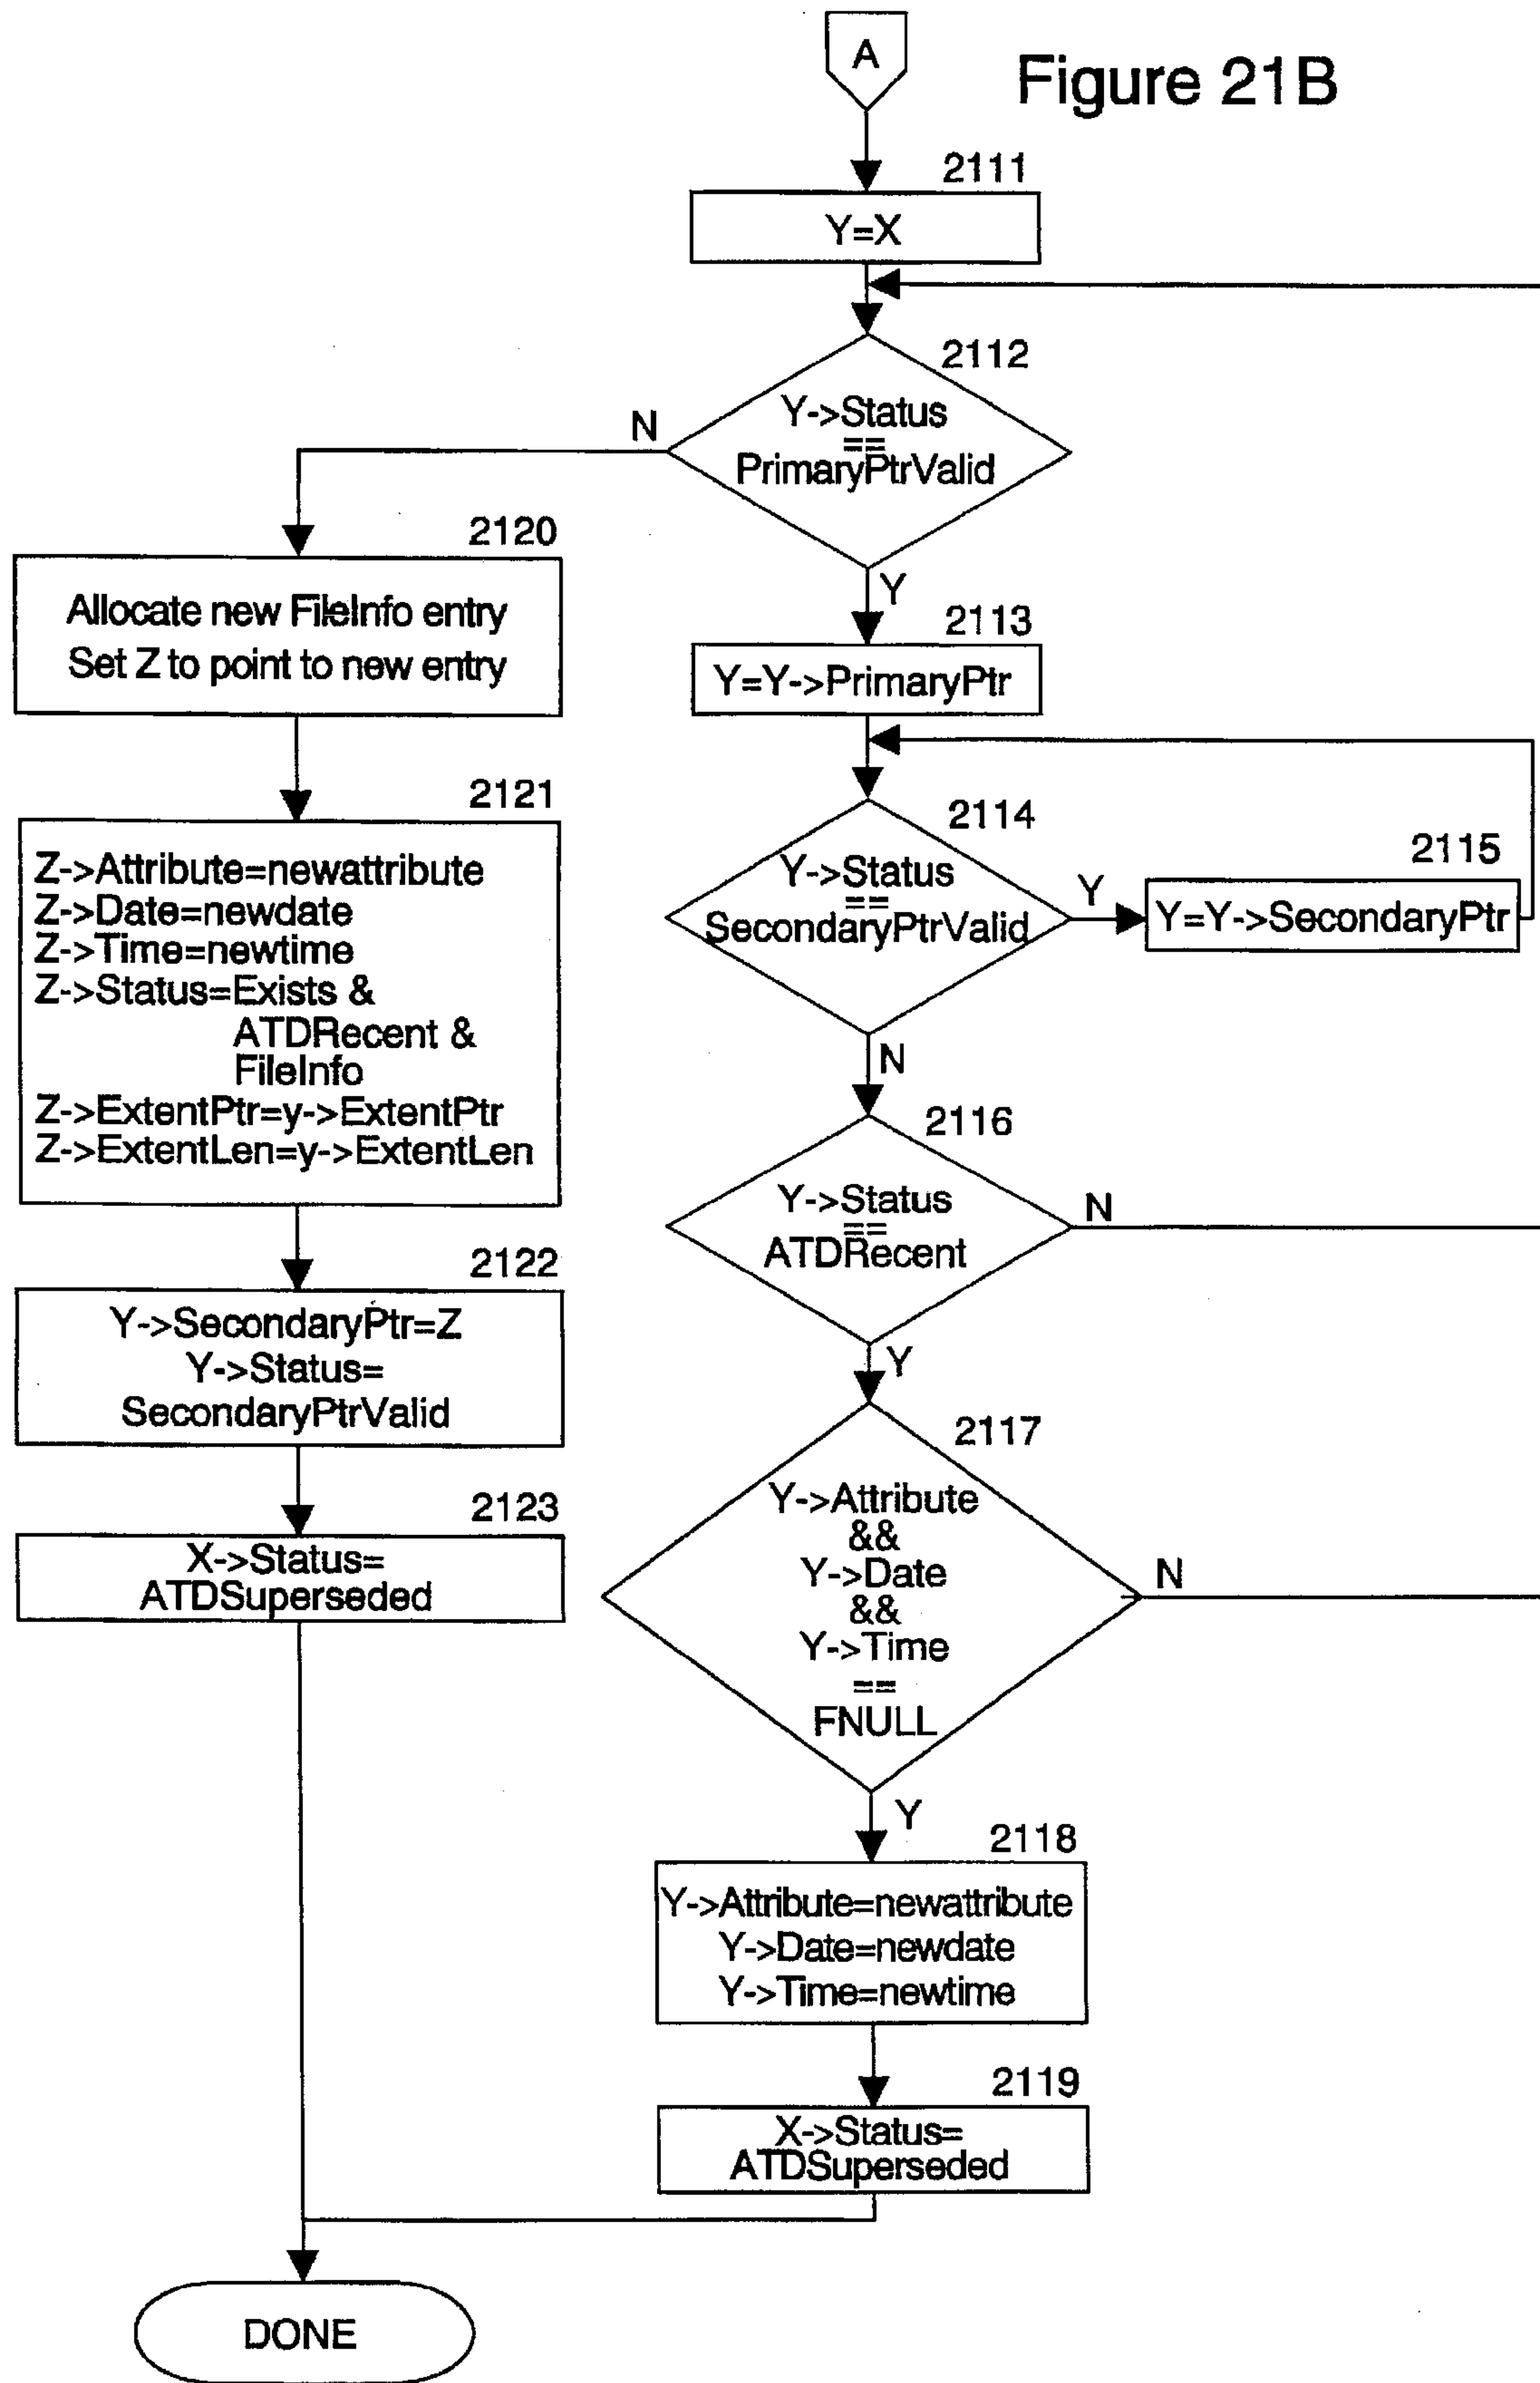 A
Figure 21B
2111
Y=X
2112
Y->Status
==
PrimaryPtrValid
N
Y
2120
Allocate new FileInfo entry
Set Z to point to new entry
2113
Y=Y->PrimaryPtr
2114
Y->Status
==
SecondaryPtrValid
Y
N
2115
Y=Y->SecondaryPtr
2121
Z->Attribute=newattribute
Z->Date=newdate
Z->Time=newtime
Z->Status=Exists &
ATDRecent &
FileInfo
Z->ExtentPtr=y->ExtentPtr
Z->ExtentLen=y->ExtentLen
2116
Y->Status
==
ATDRecent
N
Y
2122
Y->SecondaryPtr=Z
Y->Status=
SecondaryPtrValid
2117
Y->Attribute
&&
Y->Date
&&
Y->Time
==
FNULL
N
Y
2123
X->Status=
ATDSuperseded
2118
Y->Attribute=newattribute
Y->Date=newdate
Y->Time=newtime
2119
X->Status=
ATDSuperseded
DONE